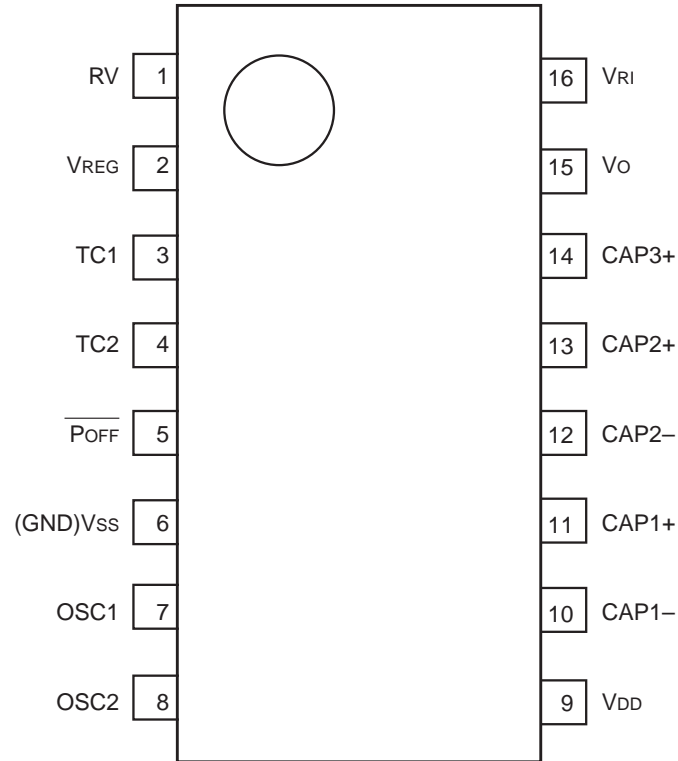 RV 1 16 VRI
VREG 2 15 VO
TC1 3 14 CAP3+
TC2 4 13 CAP2+
POFF 5 12 CAP2–
(GND)VSS 6 11 CAP1+
OSC1 7 10 CAP1–
OSC2 8 9 VDD